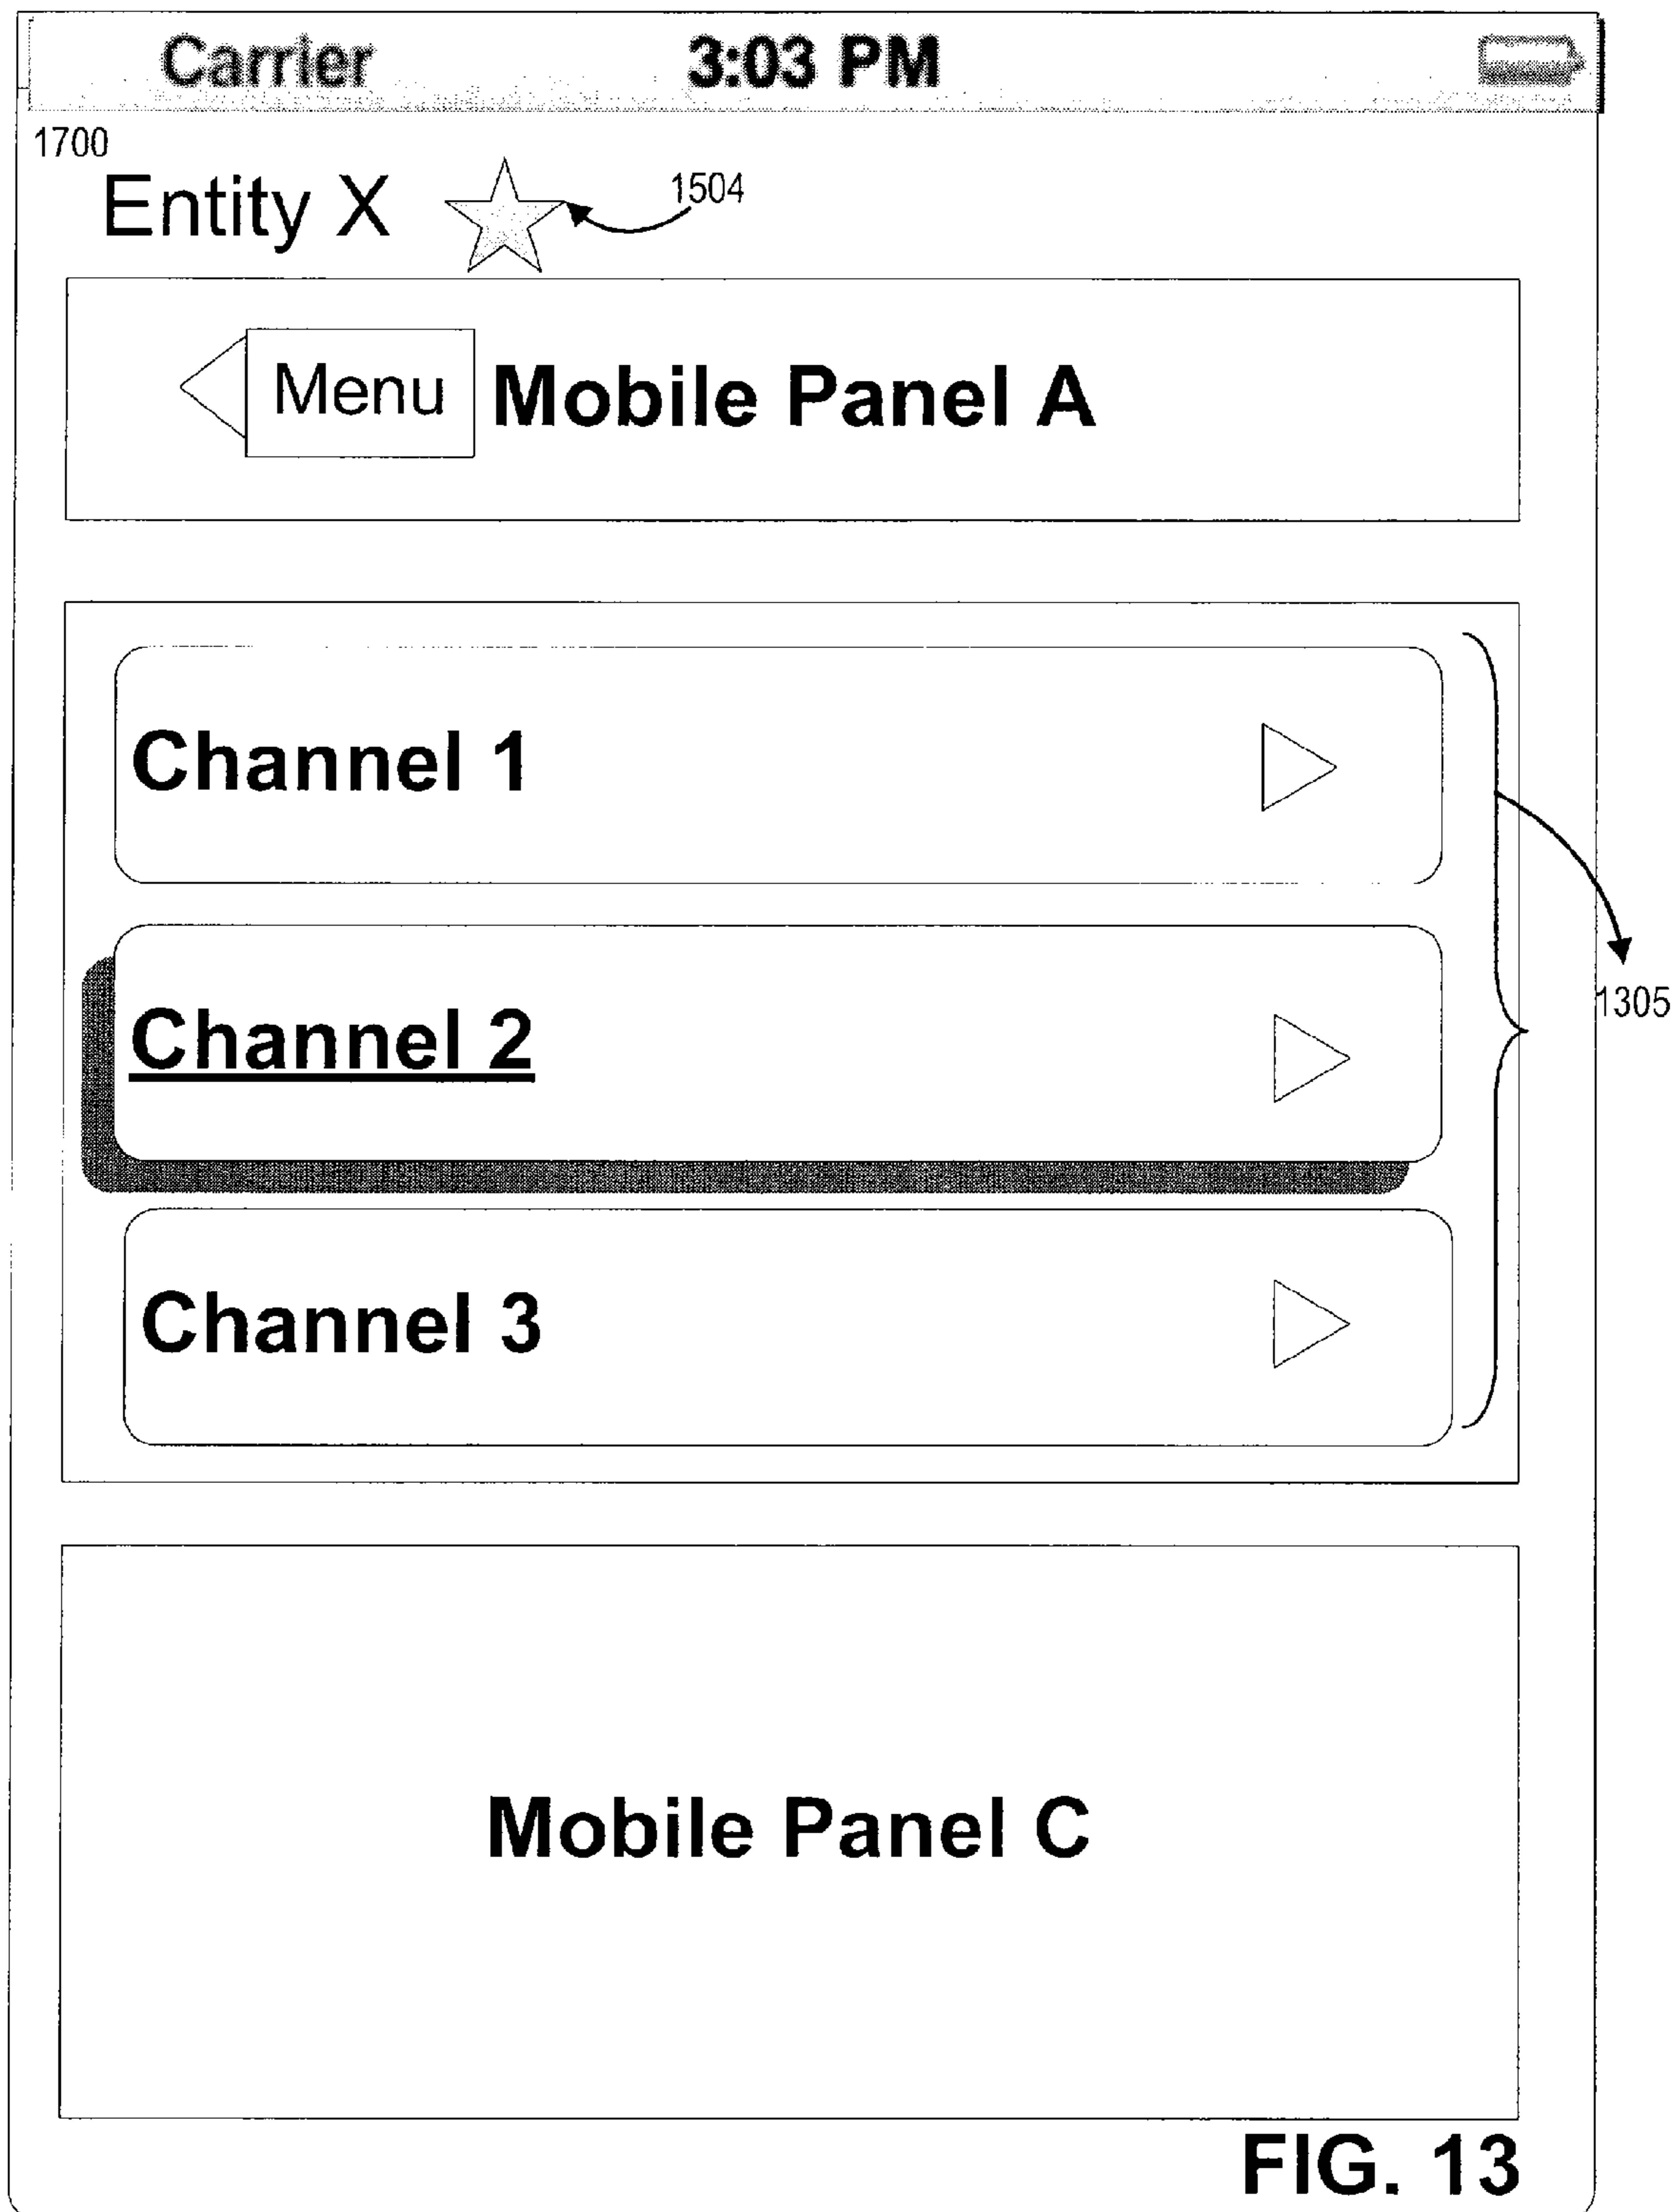 Carrier 3:03 PM
1700
Entity X 1504
Menu Mobile Panel A
Channel 1
Channel 2
1305
Channel 3
Mobile Panel C
FIG. 13